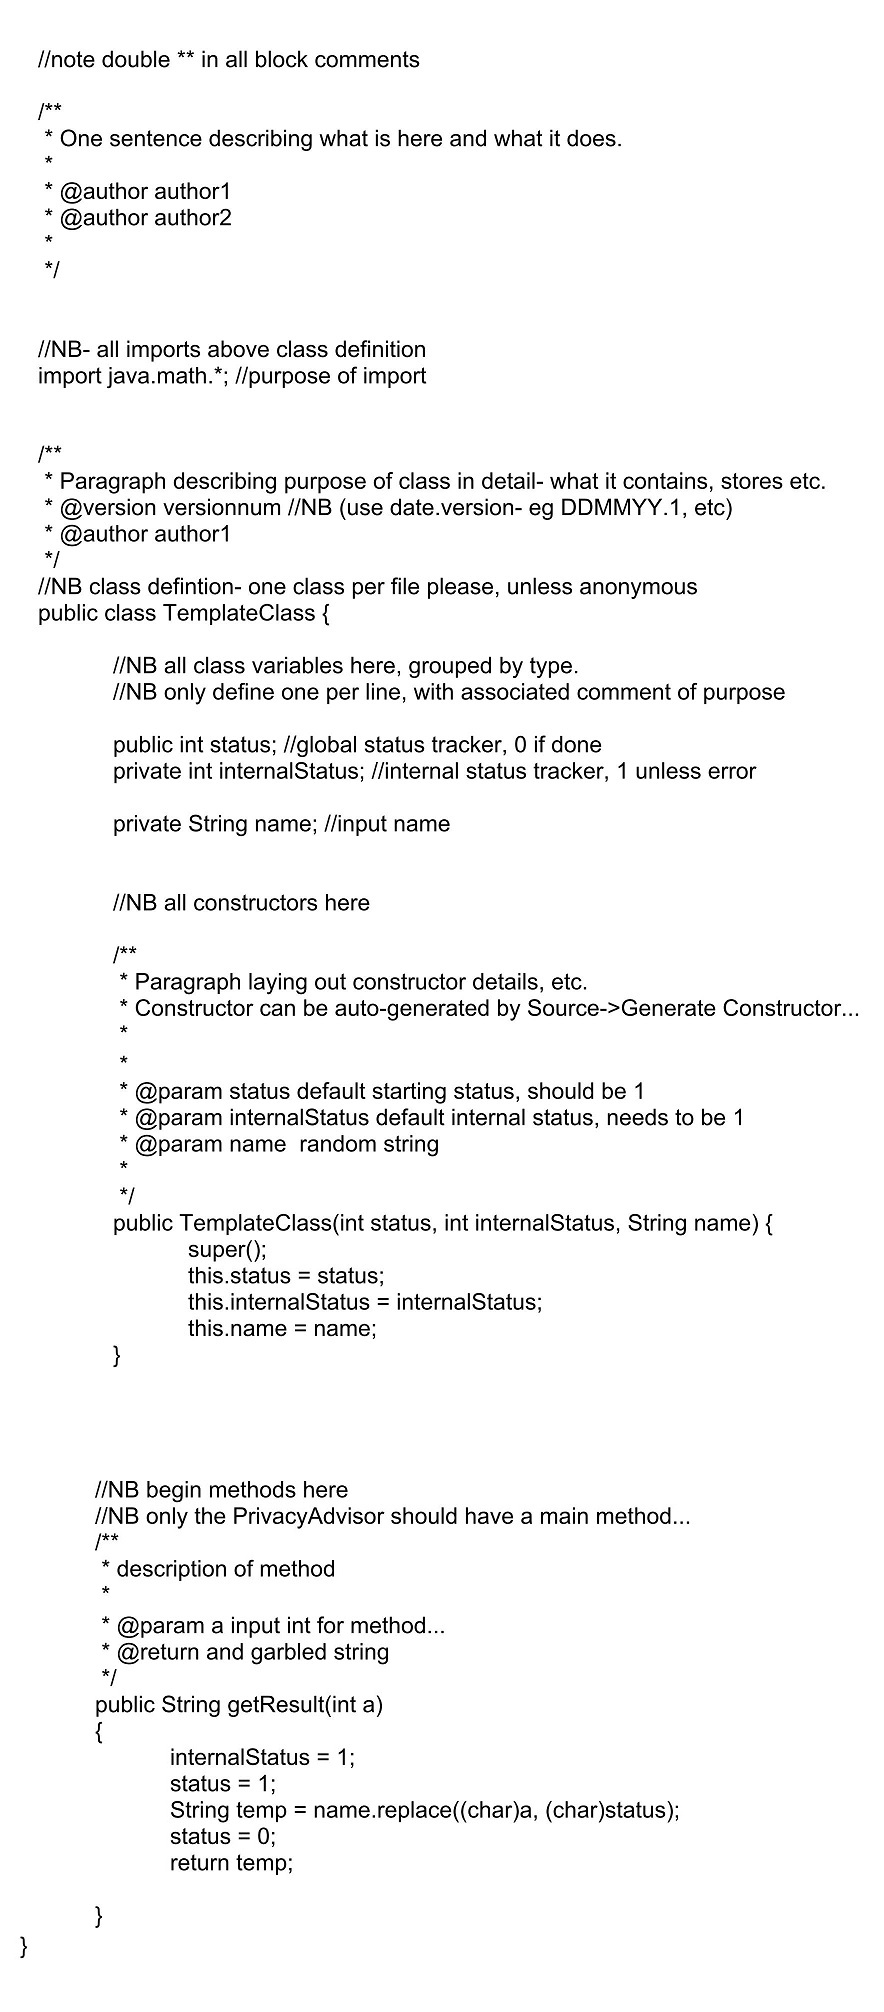 //note double ** in all block comments
/**
* One sentence describing what is here and what it does.
*
* @author author1
* @author author2
*
*/
//NB- all imports above class definition
import java.math.*; //purpose of import
/**
* Paragraph describing purpose of class in detail- what it contains, stores etc.
* @version versionnum //NB (use date.version- eg DDMMYY.1, etc)
* @author author1
*/
//NB class defintion- one class per file please, unless anonymous
public class TemplateClass {
//NB all class variables here, grouped by type.
//NB only define one per line, with associated comment of purpose
public int status; //global status tracker, 0 if done
private int internalStatus; //internal status tracker, 1 unless error
private String name; //input name
//NB all constructors here
/**
* Paragraph laying out constructor details, etc.
* Constructor can be auto-generated by Source->Generate Constructor...
*
*
* @param status default starting status, should be 1
* @param internalStatus default internal status, needs to be 1
* @param name  random string
*
*/
public TemplateClass(int status, int internalStatus, String name) {
super();
this.status = status;
this.internalStatus = internalStatus;
this.name = name;
}
//NB begin methods here
//NB only the PrivacyAdvisor should have a main method...
/**
* description of method
*
* @param a input int for method...
* @return and garbled string
*/
public String getResult(int a)
{
internalStatus = 1;
status = 1;
String temp = name.replace((char)a, (char)status);
status = 0;
return temp;
}
}